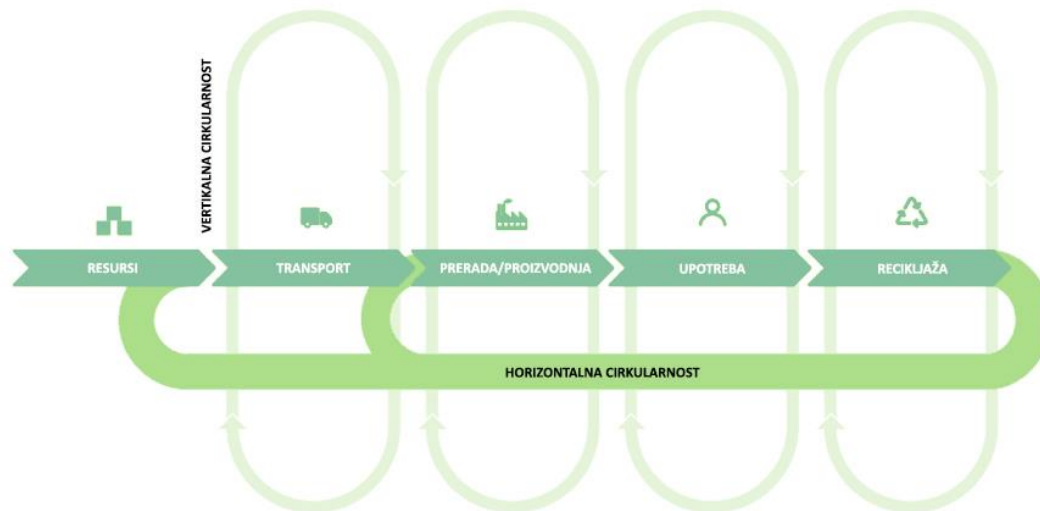 VERTIKALNA CIRKULARNOST
RESURSI
TRANSPORT
PRERADA/PROIZVODNJA
UPOTREBA
RECIKLJAŽA
HORIZONTALNA CIRKULARNOST